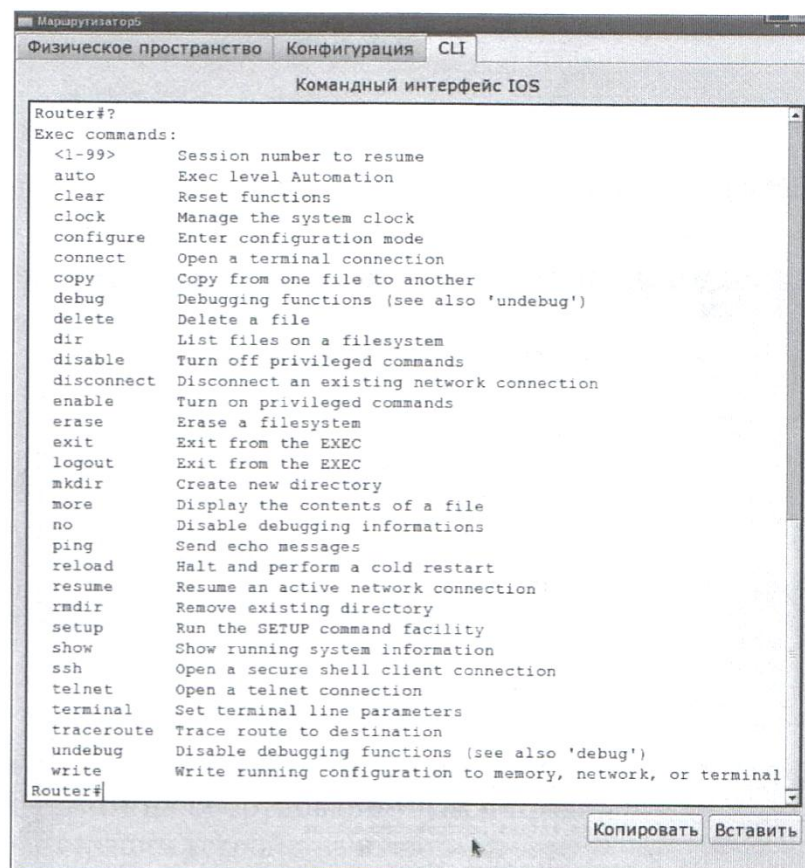 Маршрутизатор5
Физическое пространство Конфигурация CLI
Командный интерфейс IOS
Router#?
Exec commands:
<1-99> Session number to resume
auto Exec level Automation
clear Reset functions
clock Manage the system clock
configure Enter configuration mode
connect Open a terminal connection
copy Copy from one file to another
debug Debugging functions (see also 'undebug')
delete Delete a file
dir List files on a filesystem
disable Turn off privileged commands
disconnect Disconnect an existing network connection
enable Turn on privileged commands
erase Erase a filesystem
exit Exit from the EXEC
logout Exit from the EXEC
mkdir Create new directory
more Display the contents of a file
no Disable debugging informations
ping Send echo messages
reload Halt and perform a cold restart
resume Resume an active network connection
rmdir Remove existing directory
setup Run the SETUP command facility
show Show running system information
ssh Open a secure shell client connection
telnet Open a telnet connection
terminal Set terminal line parameters
traceroute Trace route to destination
undebug Disable debugging functions (see also 'debug')
write Write running configuration to memory, network, or terminal
Router#
Копировать Вставить